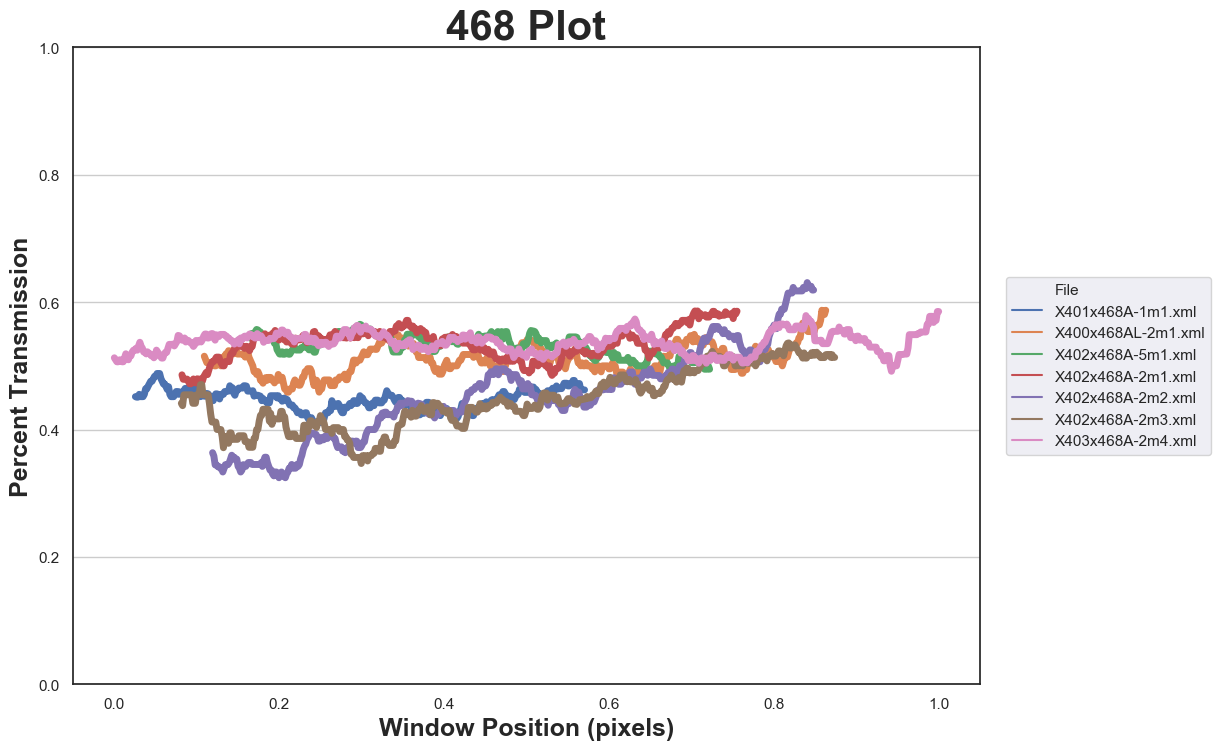 468 Plot
Percent Transmission
1.0
0.8
0.6
0.4
0.2
0.0
0.0 0.2 0.4 0.6 0.8 1.0
Window Position (pixels)
File
X401x468A-1m1.xml
X400x468AL-2m1.xml
X402x468A-5m1.xml
X402x468A-2m1.xml
X402x468A-2m2.xml
X402x468A-2m3.xml
X403x468A-2m4.xml